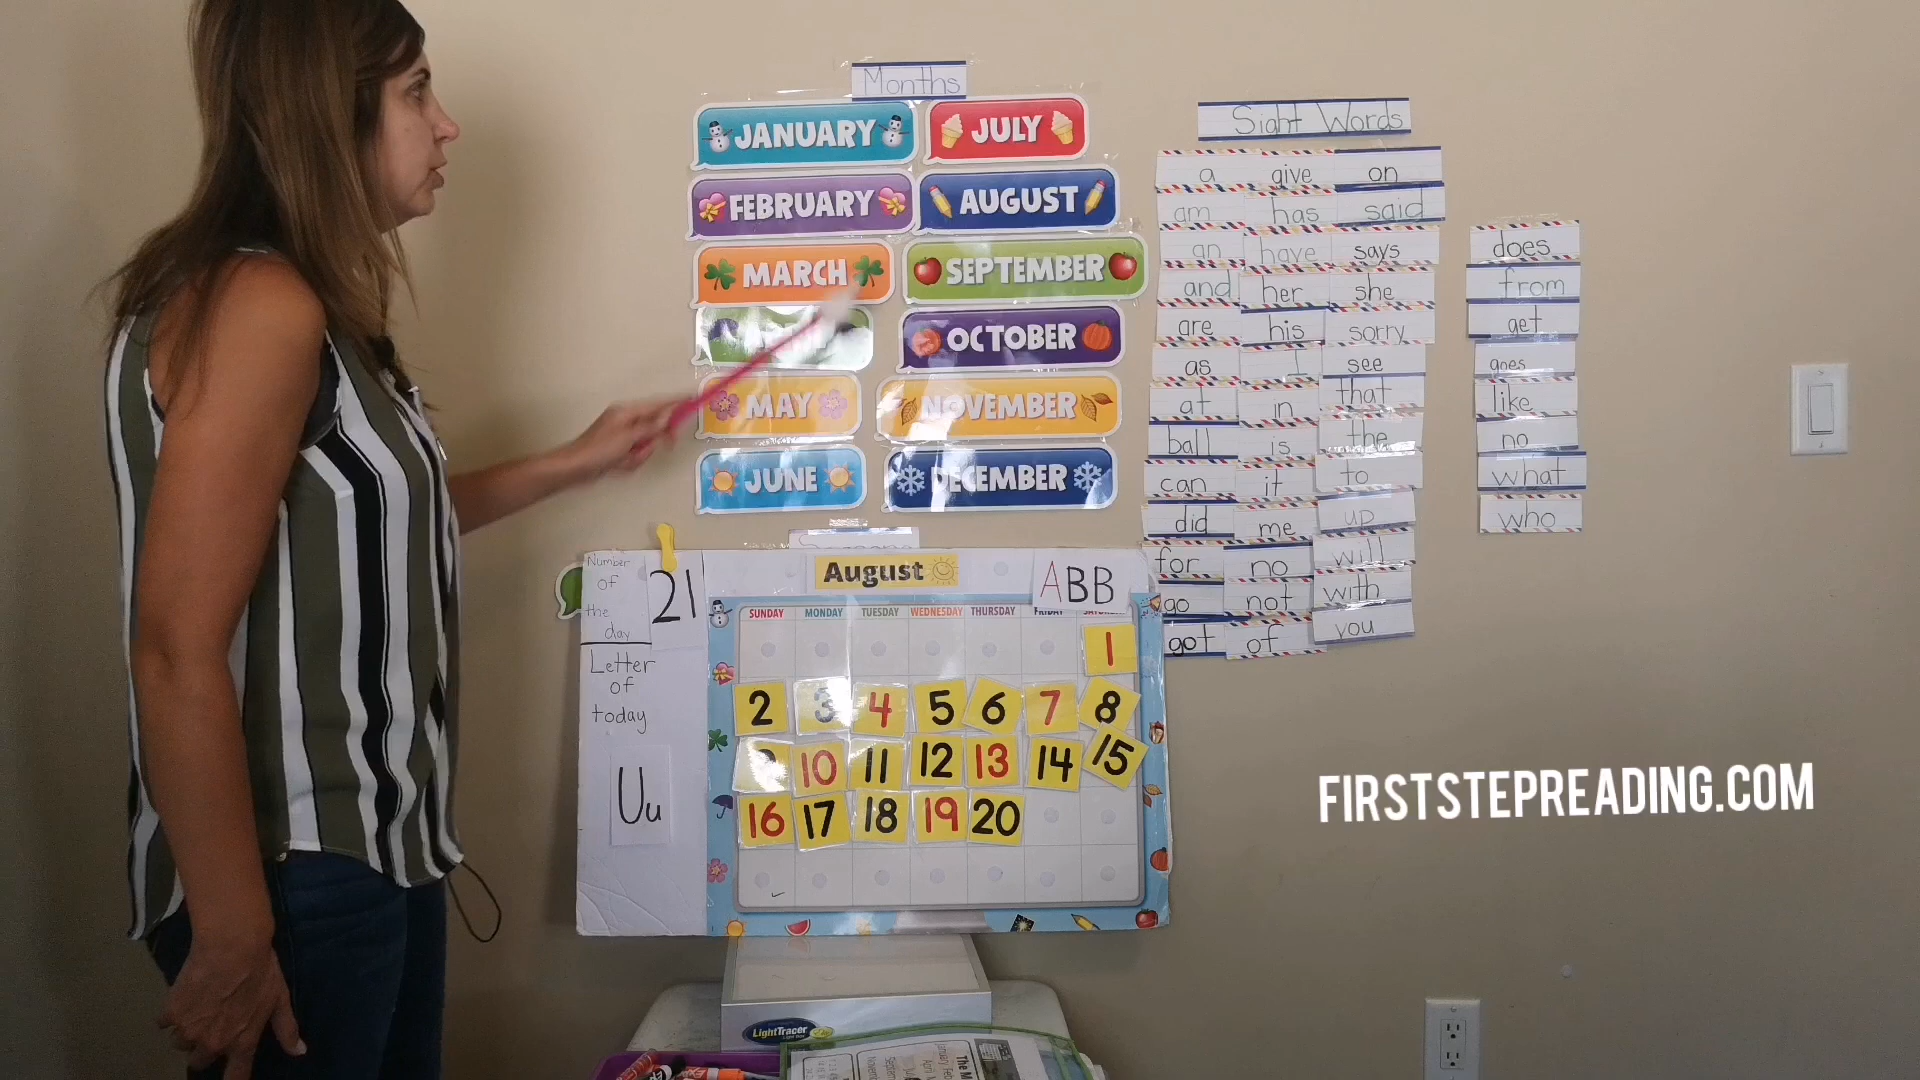 Months
JANUARY
FEBRUARY
MARCH
MAY
JUNE
JULY
AUGUST
SEPTEMBER
OCTOBER
NOVEMBER
DECEMBER
Sight Words
a give on
am has said
an have says
and her she
are his sorry
as I see
at in that
ball is the
can it to
did me up
for no will
go not with
got of you
does
from
get
goes
like
no
what
who
Number
of
the
day
21
Letter
of
today
Uu
August
ABB
SUNDAY MONDAY TUESDAY WEDNESDAY THURSDAY FRIDAY
1
2 3 4 5 6 7 8
9 10 11 12 13 14 15
16 17 18 19 20
FIRSTSTEPREADING.COM
LightTracer